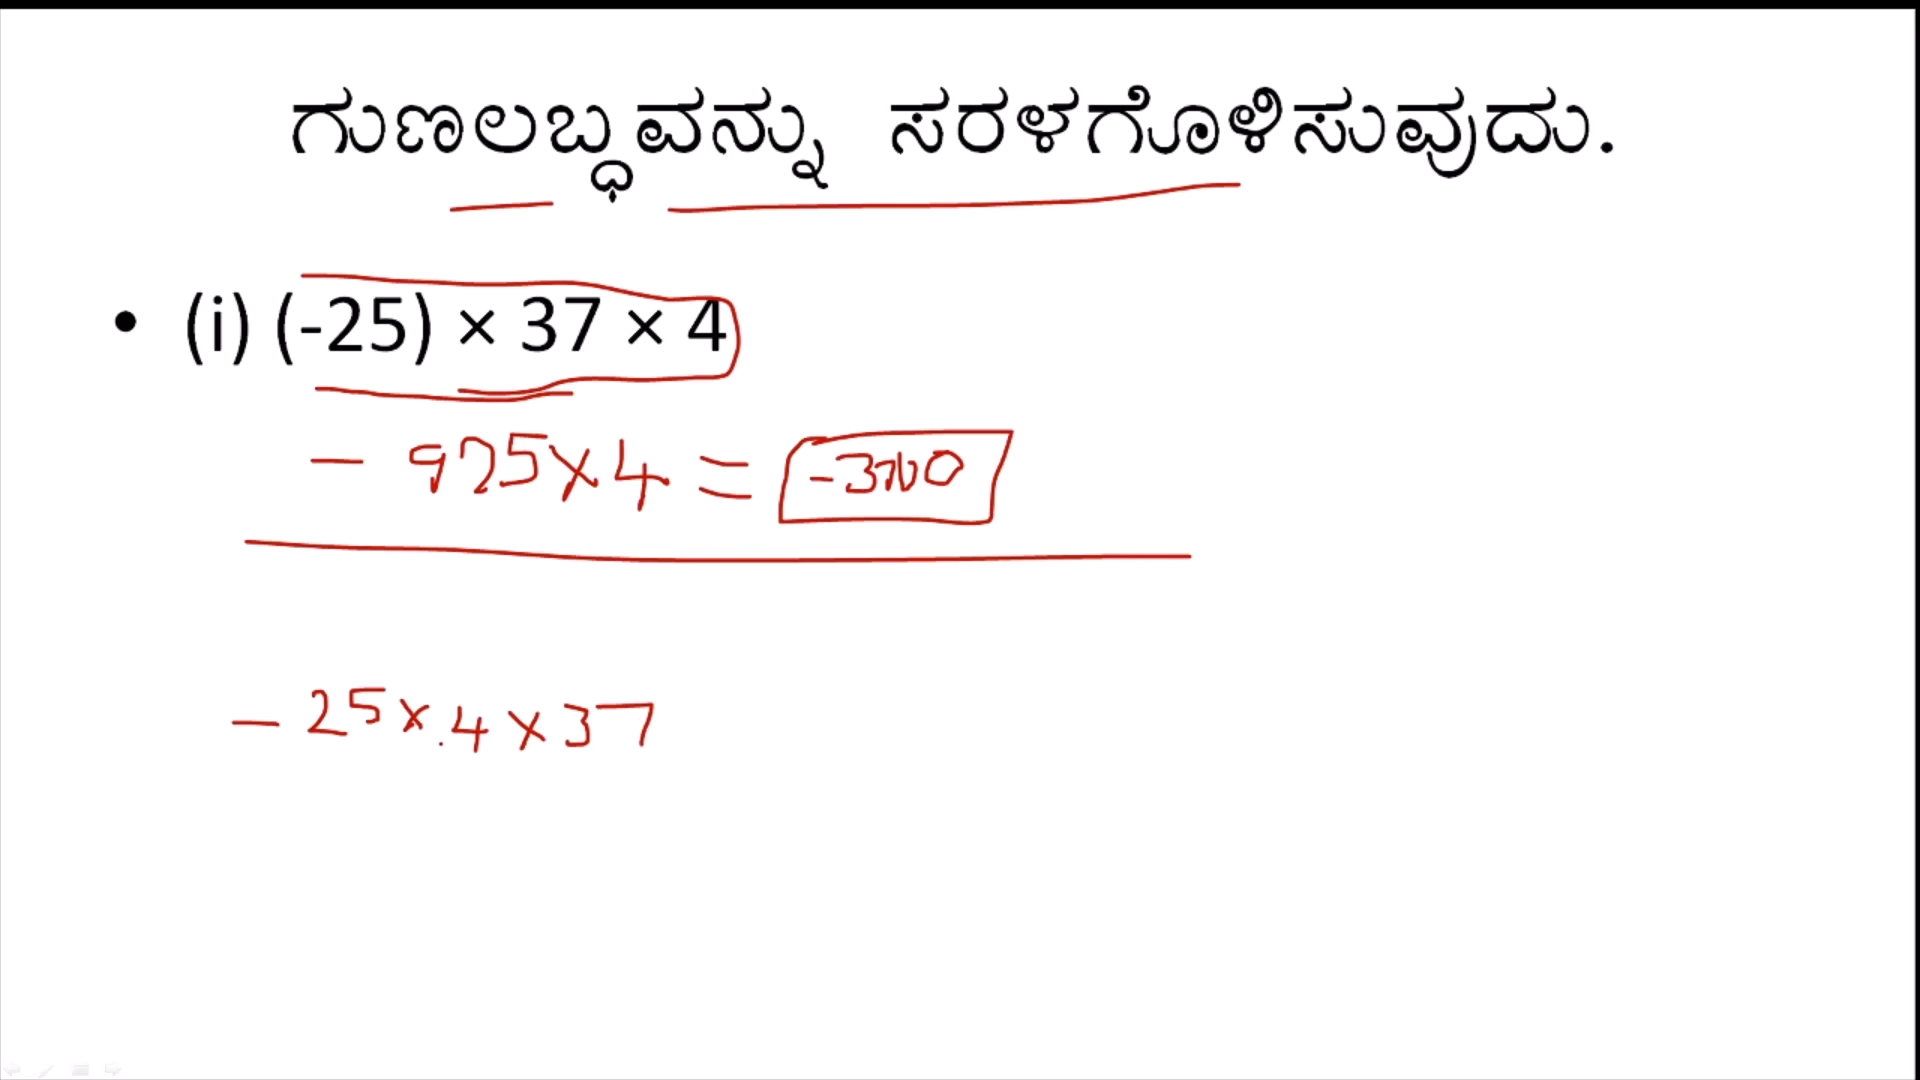 ಗುಣಲಬ್ಧವನ್ನು ಸರಳಗೊಳಿಸುವುದು.
• (i) (-25) × 37 × 4
- 925 × 4 = -3700
- 25 × 4 × 37